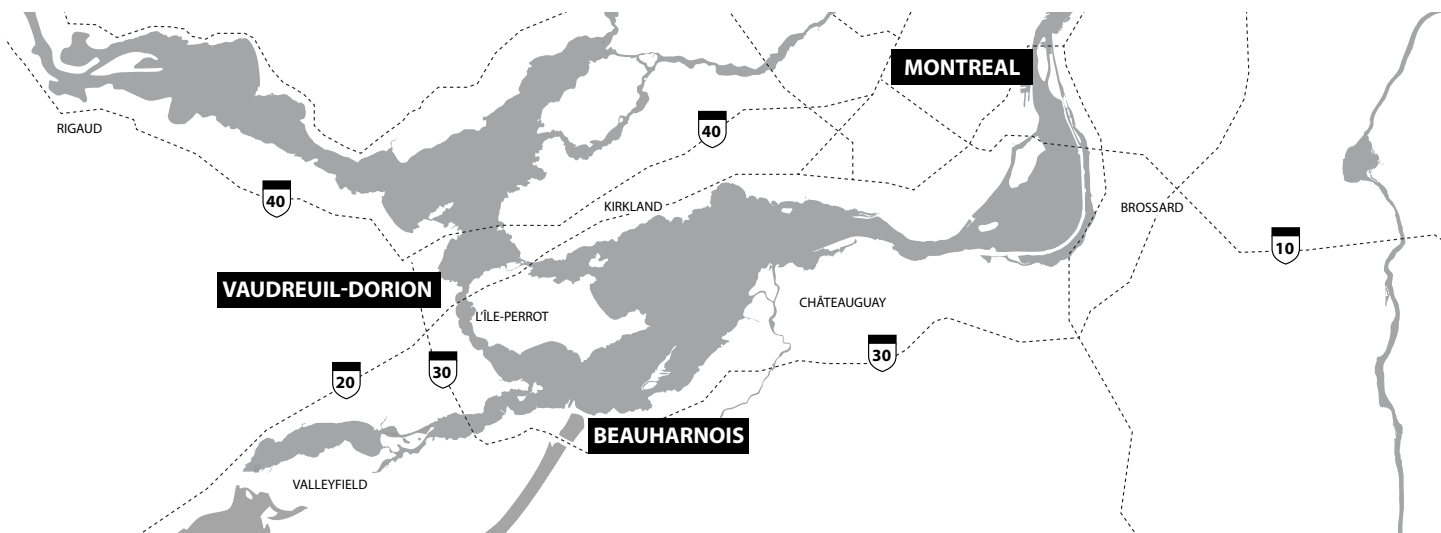 MONTREAL
RIGAUD
40
40
KIRKLAND
BROSSARD
10
VAUDREUIL-DORION
L'ÎLE-PERROT
CHÂTEAUGUAY
30
20
30
BEAUHARNOIS
VALLEYFIELD